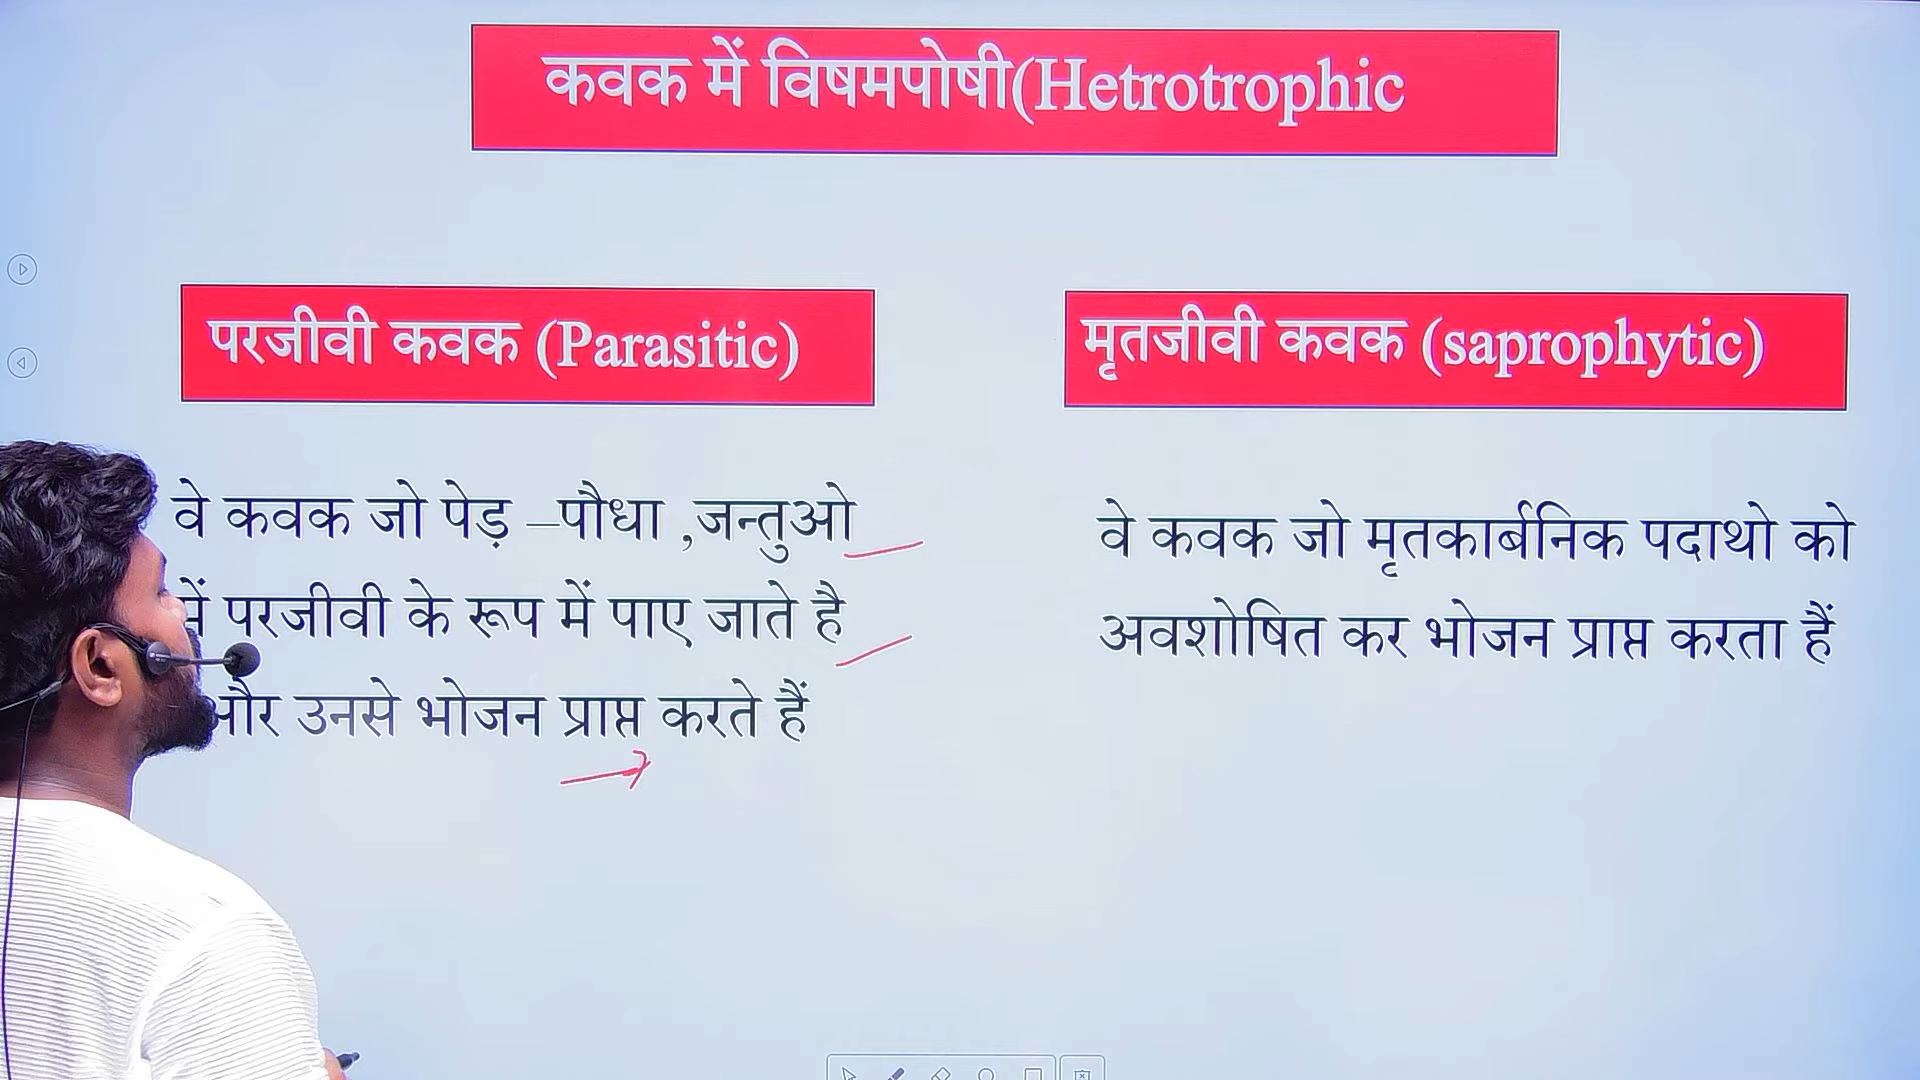 कवक में विषमपोषी(Hetrotrophic
परजीवी कवक (Parasitic)
मृतजीवी कवक (saprophytic)
वे कवक जो पेड़ –पौधा ,जन्तुओ
में परजीवी के रूप में पाए जाते है
और उनसे भोजन प्राप्त करते हैं
वे कवक जो मृतकार्बनिक पदाथो को
अवशोषित कर भोजन प्राप्त करता हैं